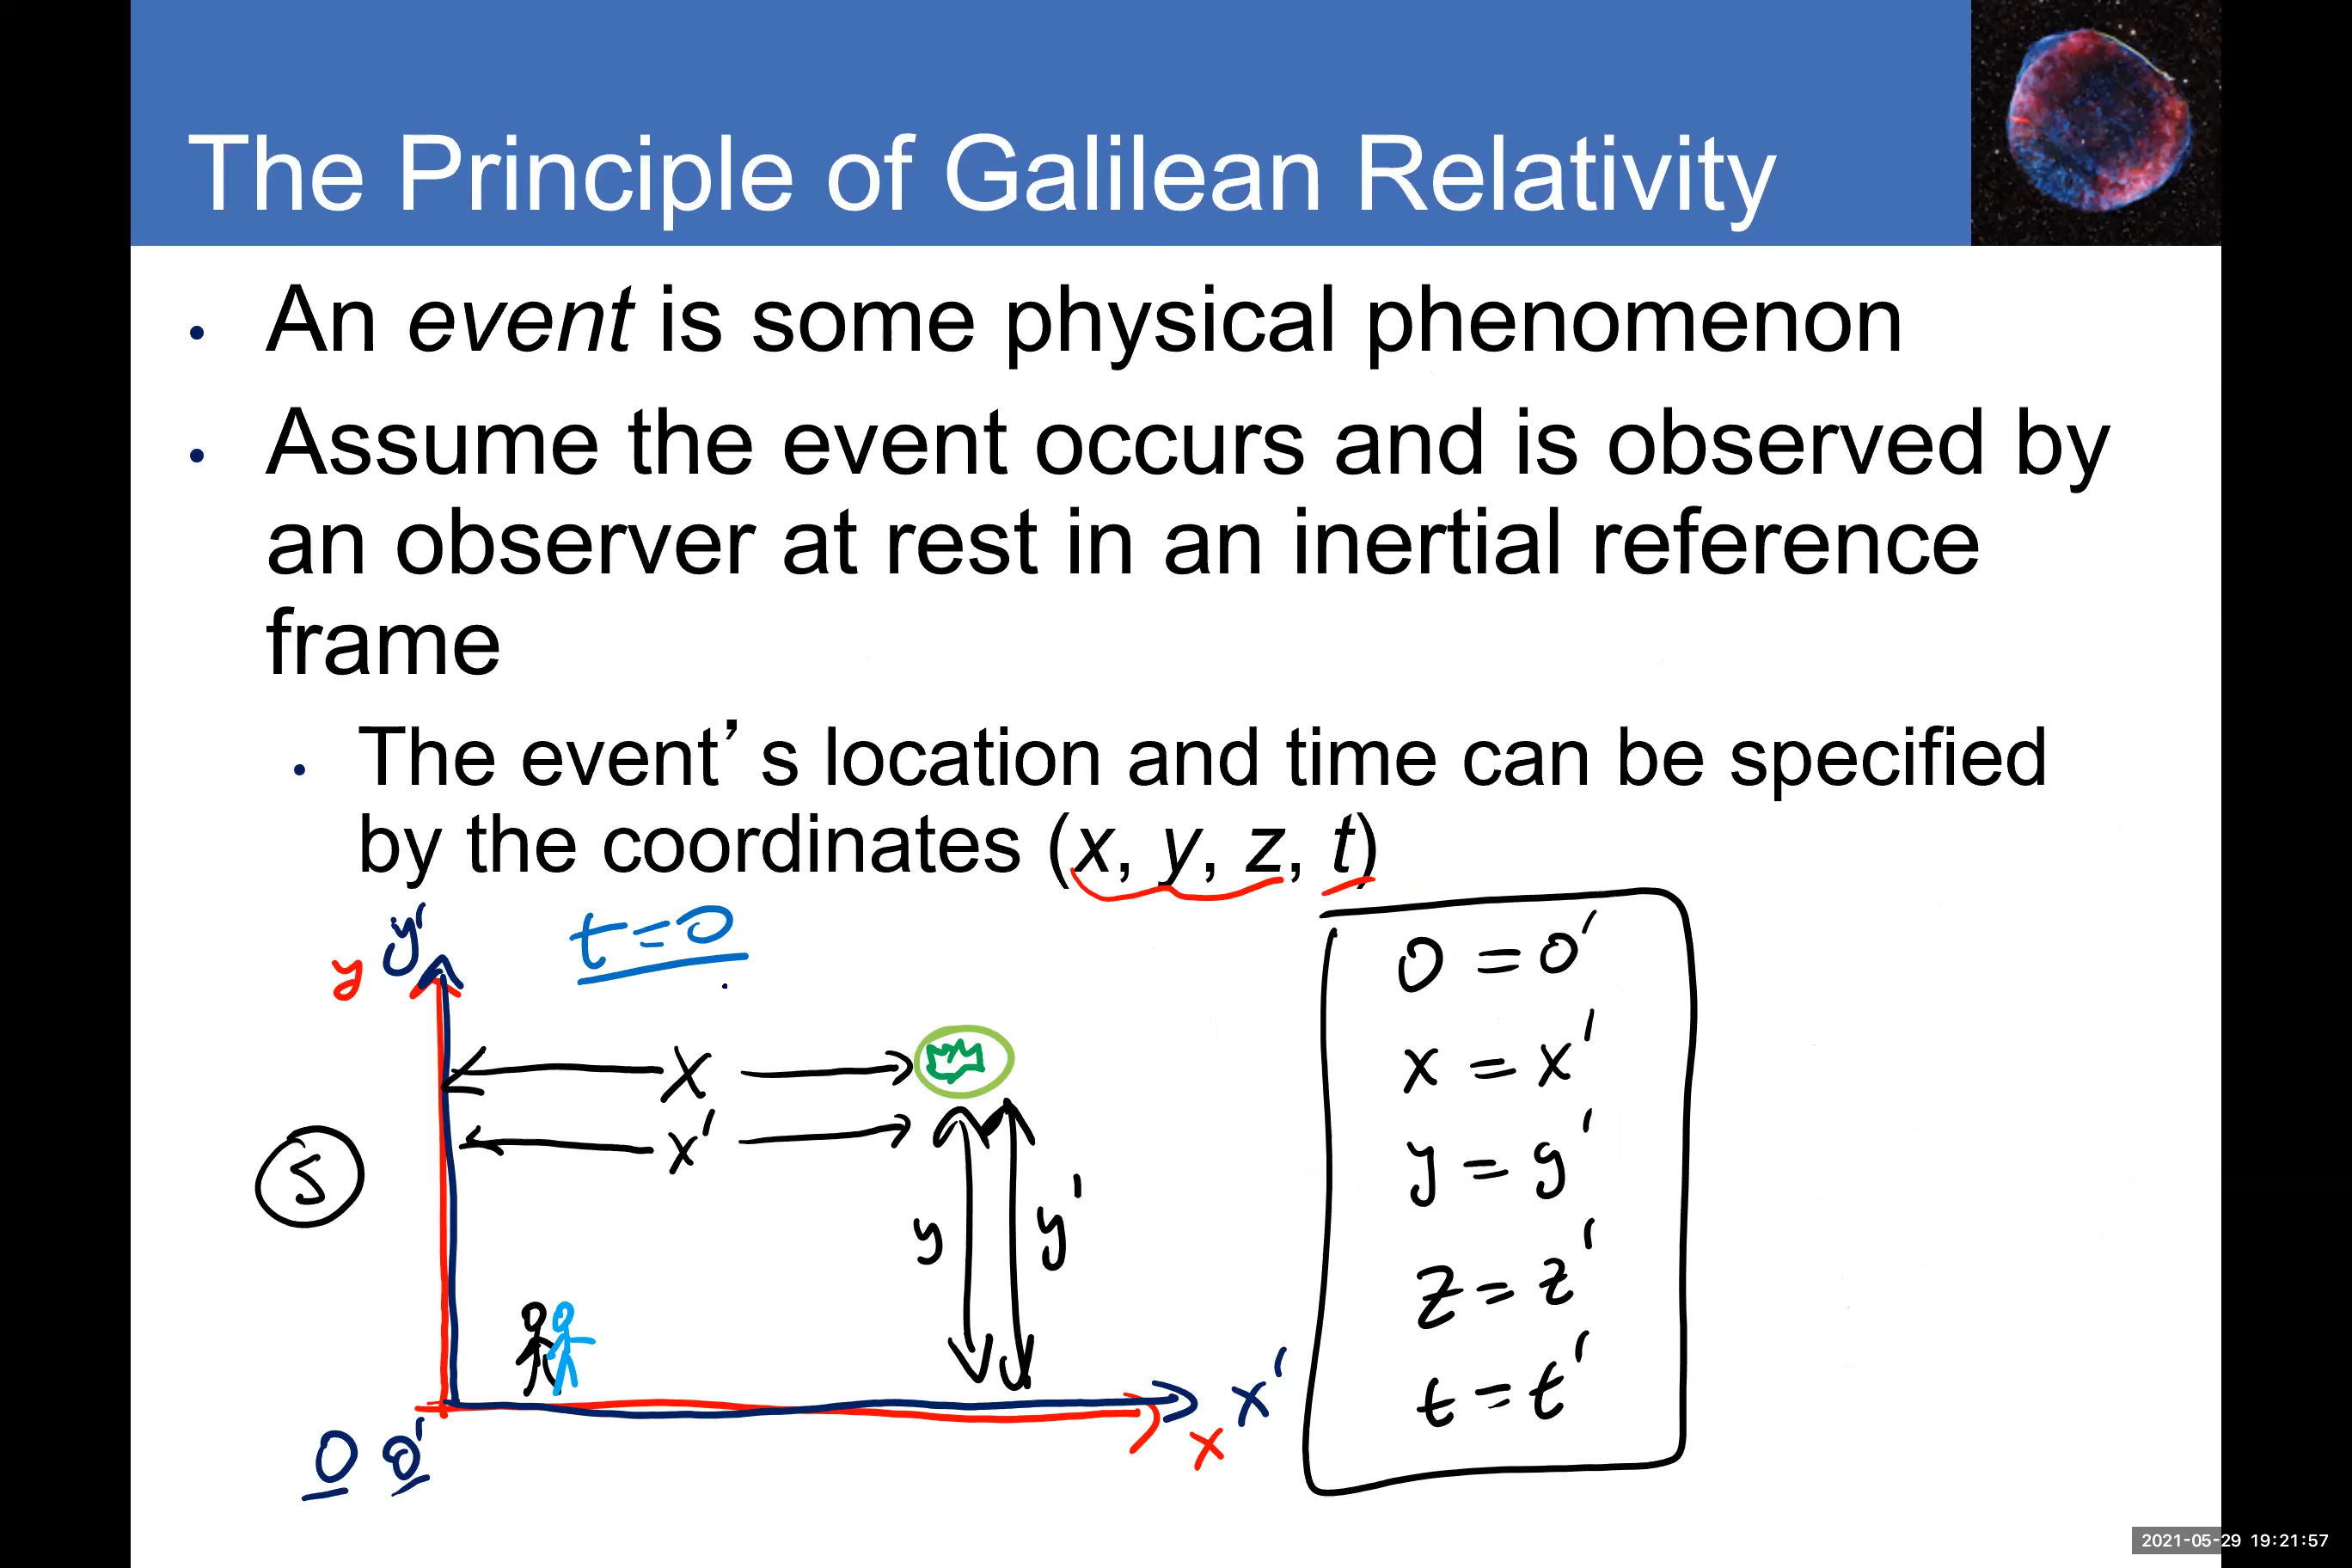 The Principle of Galilean Relativity
• An event is some physical phenomenon
• Assume the event occurs and is observed by
an observer at rest in an inertial reference
frame
• The event's location and time can be specified
by the coordinates (x, y, z, t)
y y' t=0
x
x'
S
y y'
x'
x
O O'
O = O'
x = x'
y = y'
z = z'
t = t'
2021-05-29 19:21:57